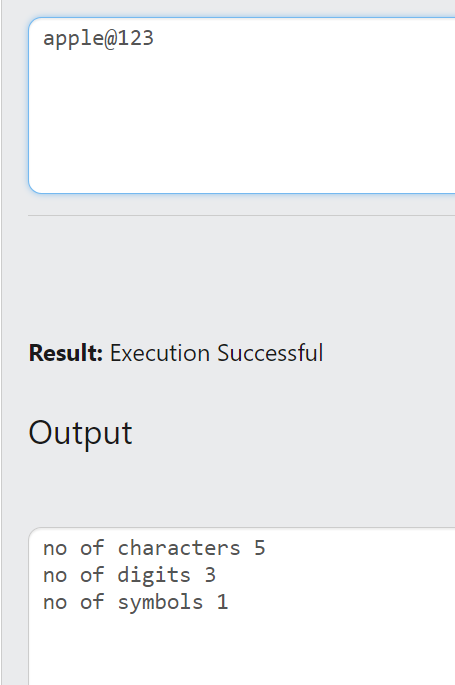 apple@123
Result: Execution Successful
Output
no of characters 5
no of digits 3
no of symbols 1